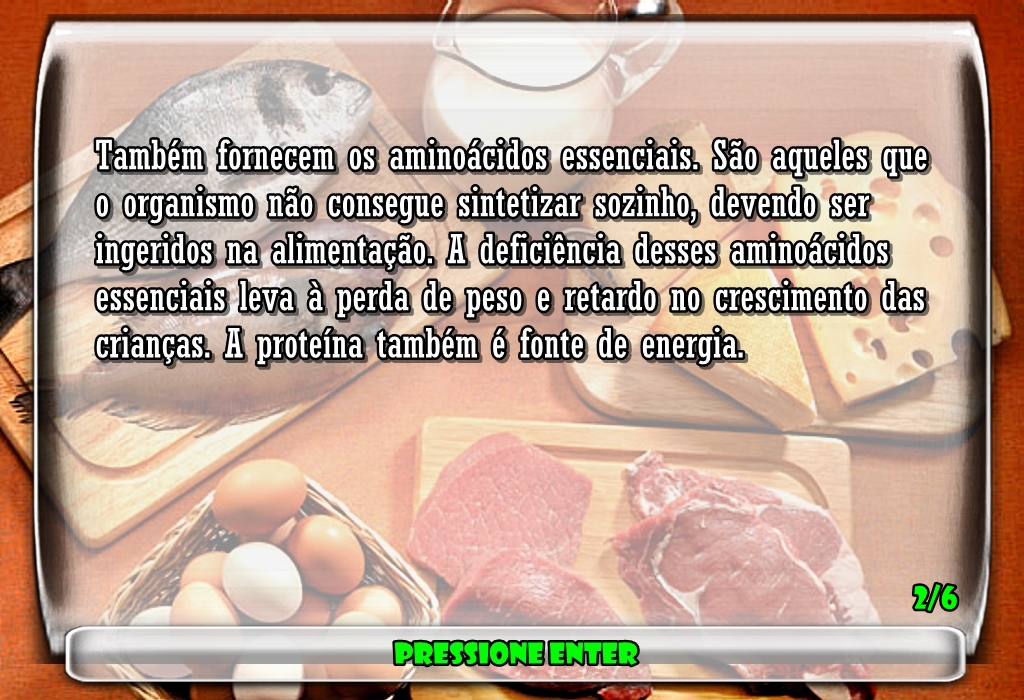 Também fornecem os aminoácidos essenciais. São aqueles que
o organismo não consegue sintetizar sozinho, devendo ser
ingeridos na alimentação. A deficiência desses aminoácidos
essenciais leva à perda de peso e retardo no crescimento das
crianças. A proteína também é fonte de energia.
2/6
PRESSIONE ENTER